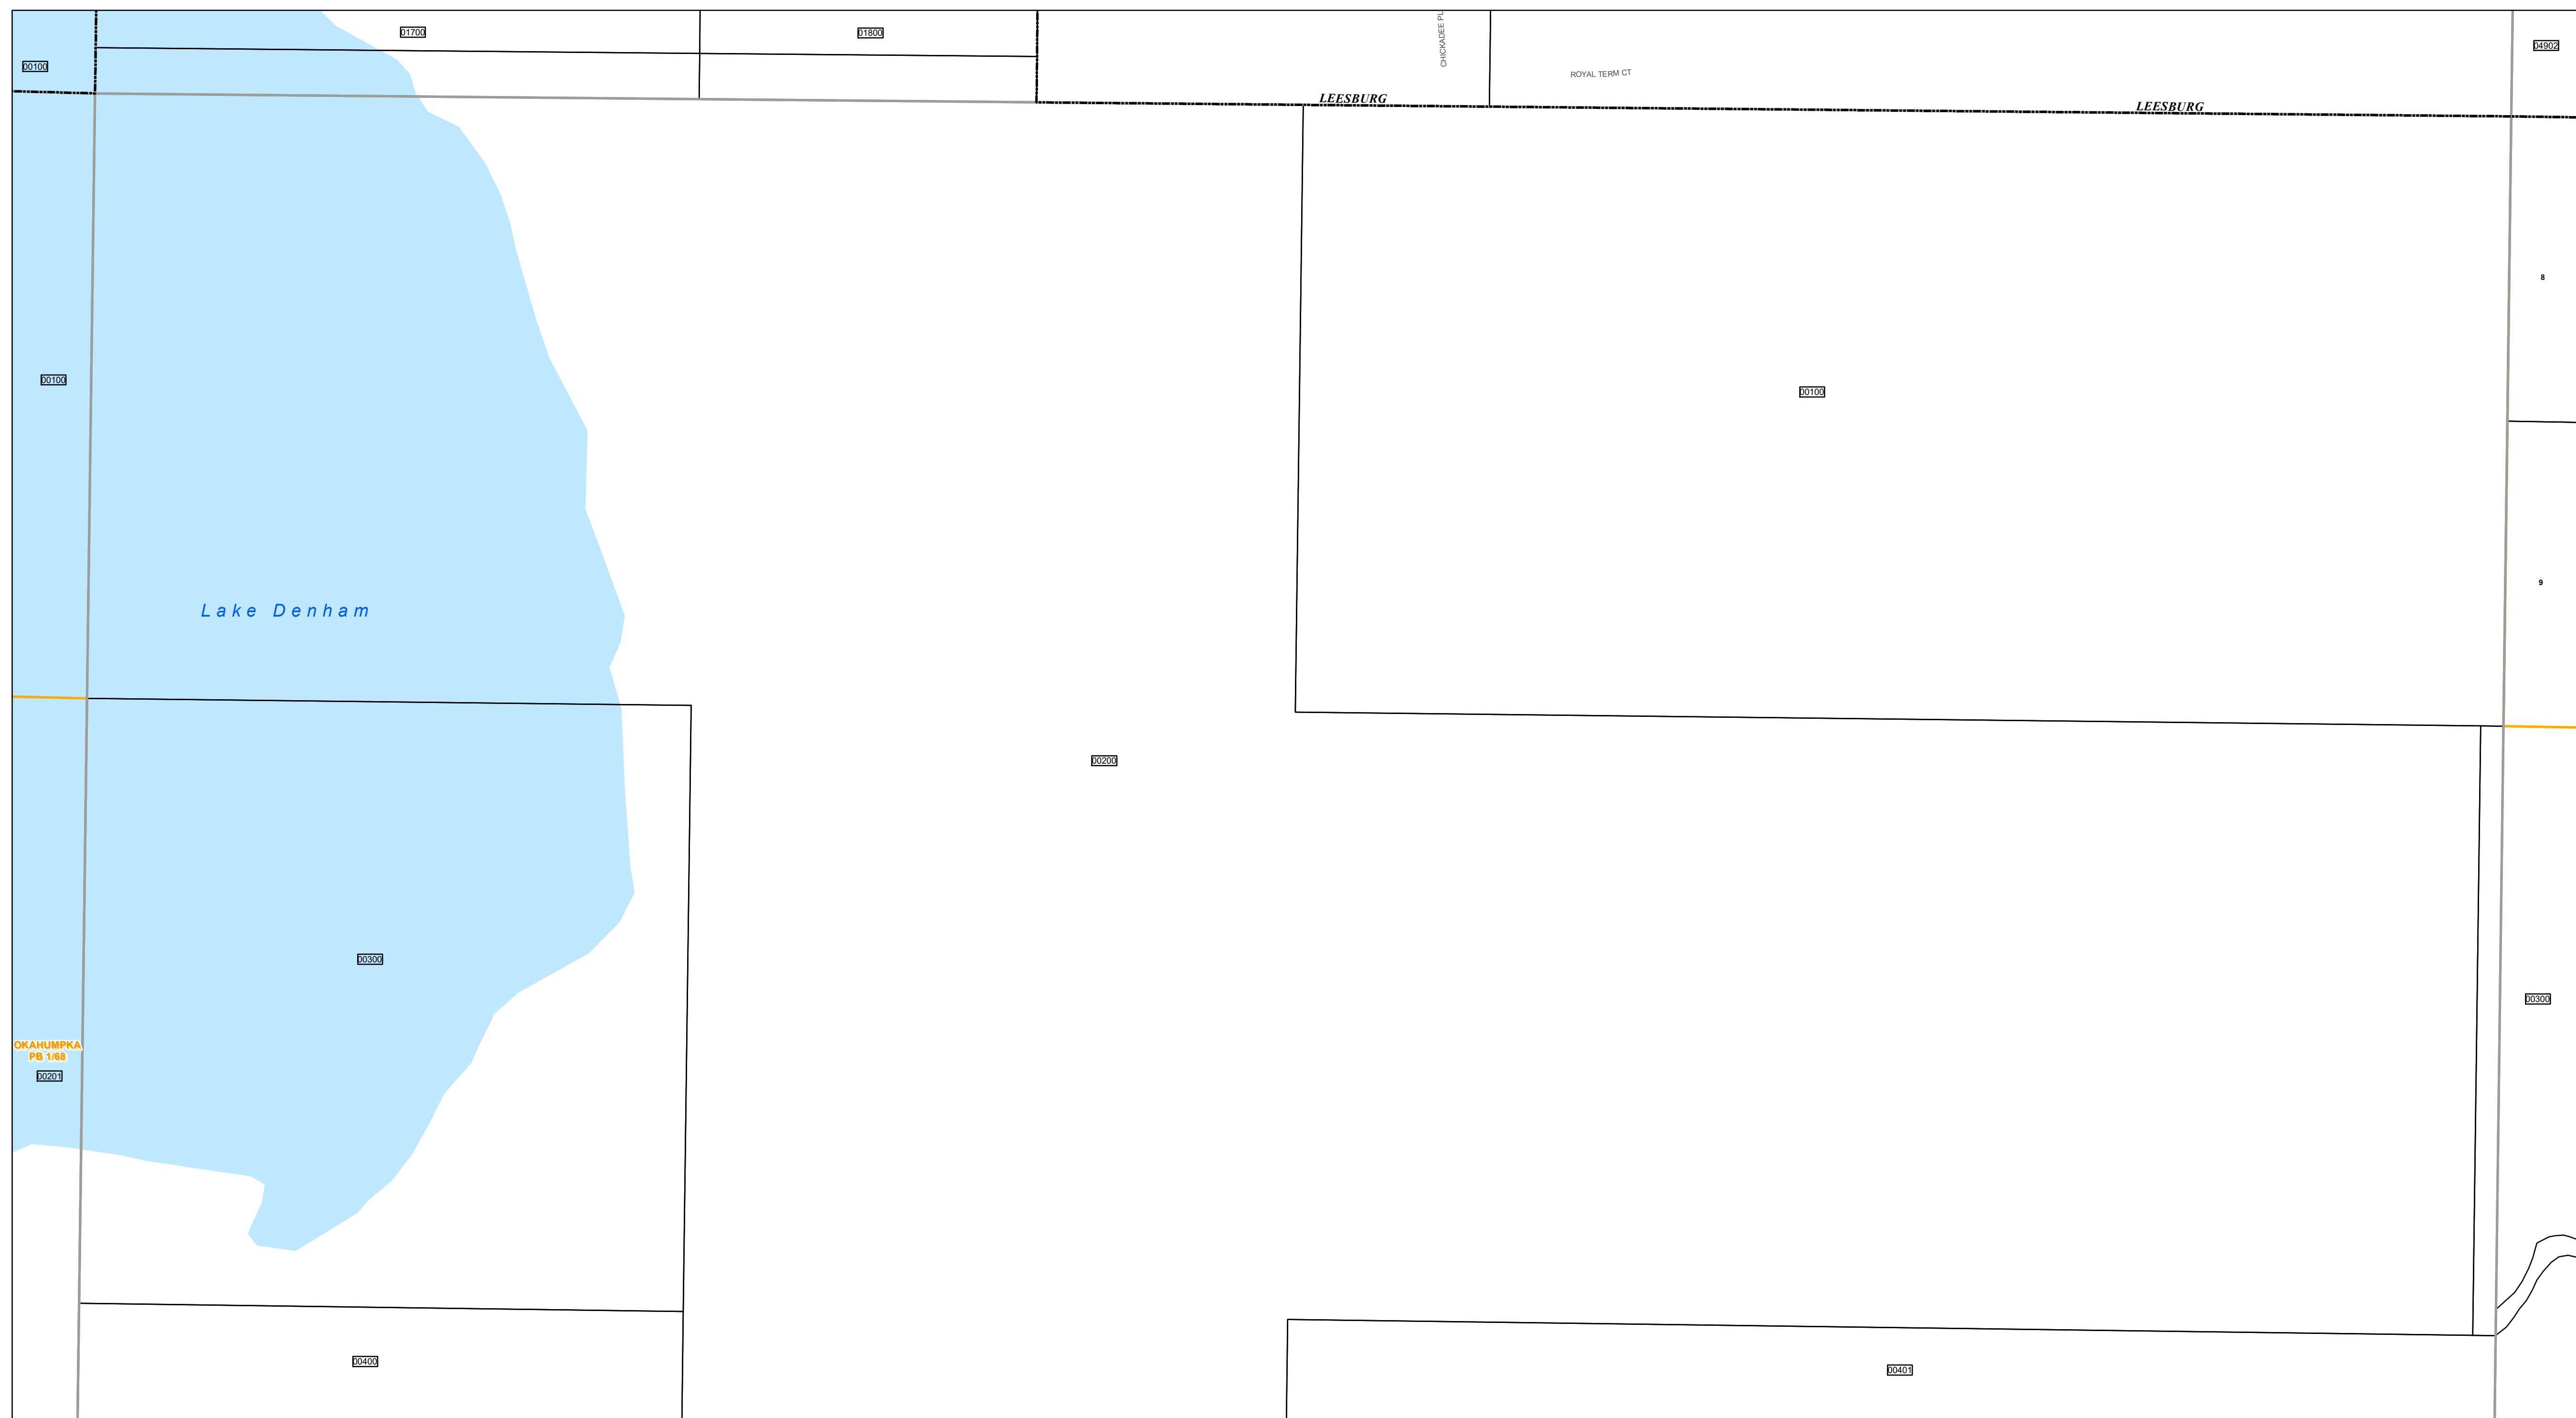 01700
01800
CHICKADEE PL
04902
00100
ROYAL TERM CT
LEESBURG
LEESBURG
8
00100
00100
9
Lake Denham
00200
00300
00300
OKAHUMPKA
PB 1/68
00201
00400
00401